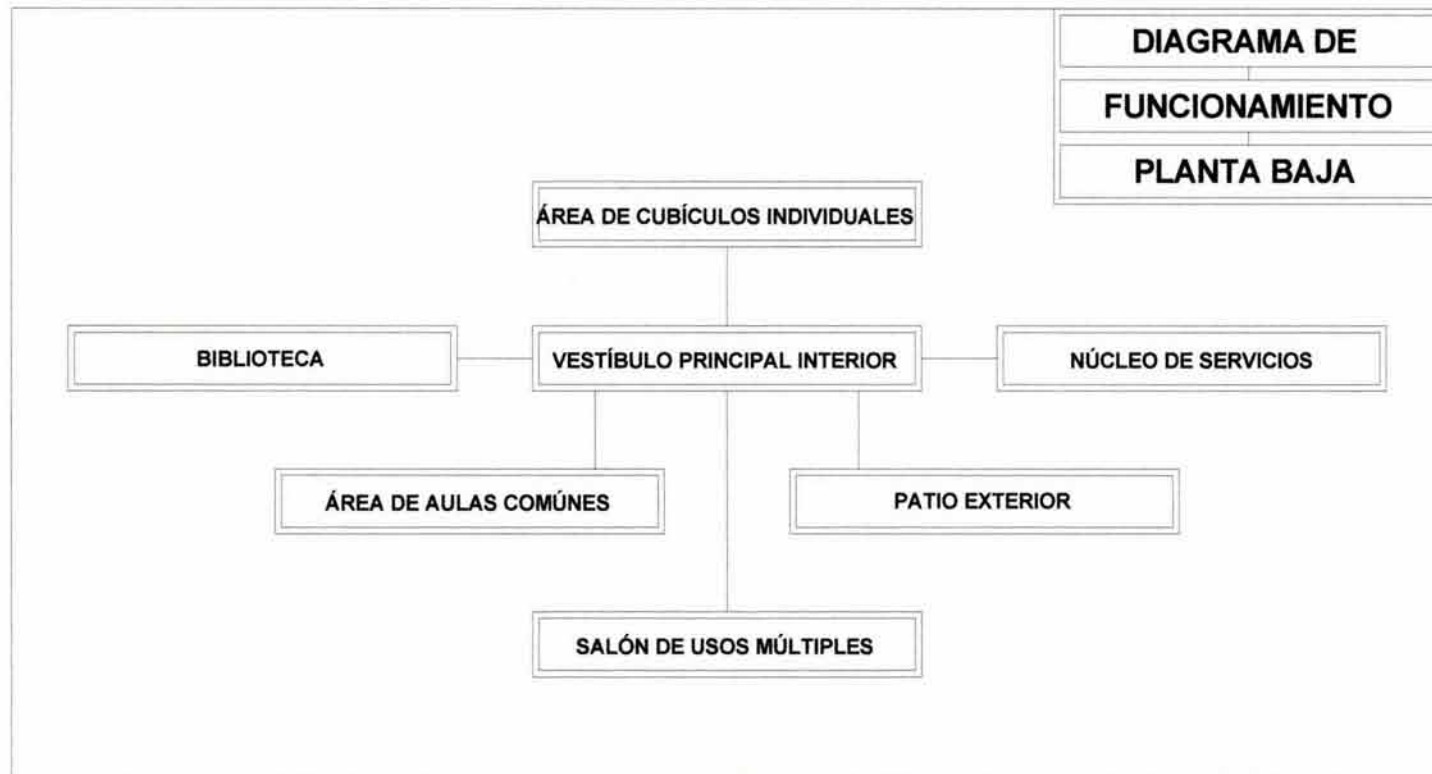 DIAGRAMA DE
FUNCIONAMIENTO
PLANTA BAJA
ÁREA DE CUBÍCULOS INDIVIDUALES
BIBLIOTECA
VESTÍBULO PRINCIPAL INTERIOR
NÚCLEO DE SERVICIOS
ÁREA DE AULAS COMÚNES
PATIO EXTERIOR
SALÓN DE USOS MÚLTIPLES